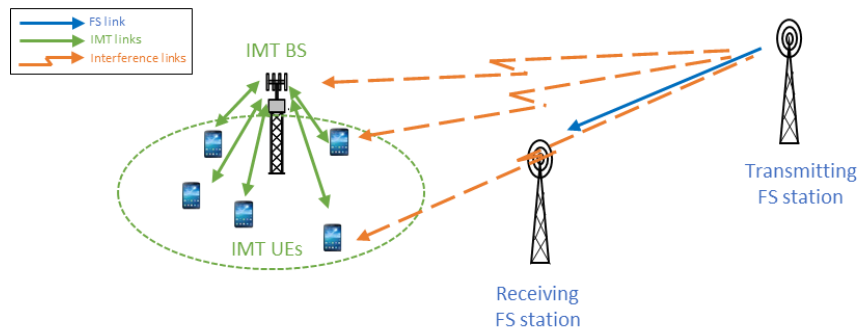 FS link
IMT links
Interference links
IMT BS
IMT UEs
Transmitting
FS station
Receiving
FS station